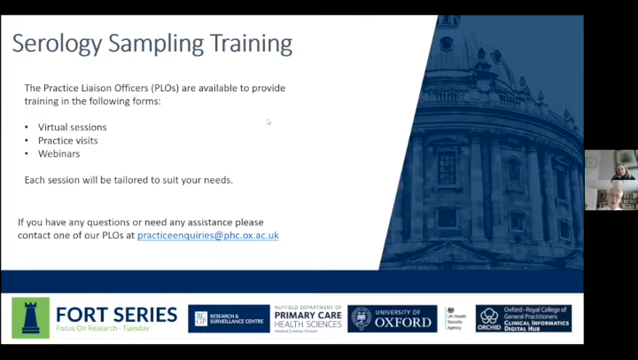 Serology Sampling Training
The Practice Liaison Officers (PLOs) are available to provide
training in the following forms:
• Virtual sessions
• Practice visits
• Webinars
Each session will be tailored to suit your needs.
If you have any questions or need any assistance please
contact one of our PLOs at practiceenquiries@phc.ox.ac.uk
FORT SERIES
Focus On Research - Tuesday
RESEARCH &
SURVEILLANCE CENTRE
NUFFIELD DEPARTMENT OF
PRIMARY CARE
HEALTH SCIENCES
UNIVERSITY OF
OXFORD
UK Health
Security
Agency
ORCHID
Oxford-Royal College of
General Practitioners
CLINICAL INFORMATICS
DIGITAL HUB